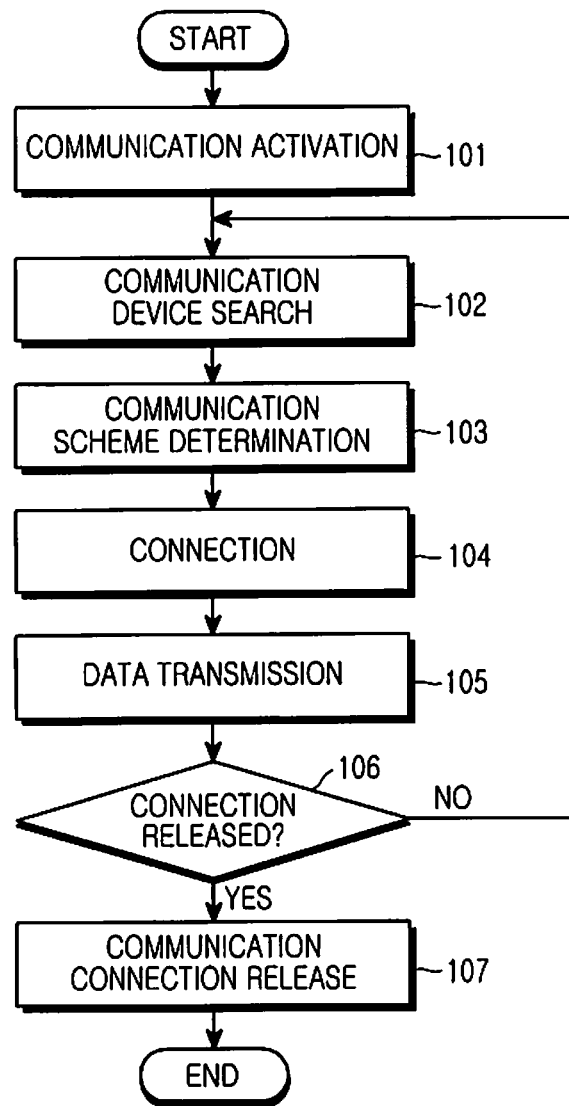 START
COMMUNICATION ACTIVATION
101
COMMUNICATION
DEVICE SEARCH
102
COMMUNICATION
SCHEME DETERMINATION
103
CONNECTION
104
DATA TRANSMISSION
105
106
CONNECTION
RELEASED?
NO
YES
COMMUNICATION
CONNECTION RELEASE
107
END